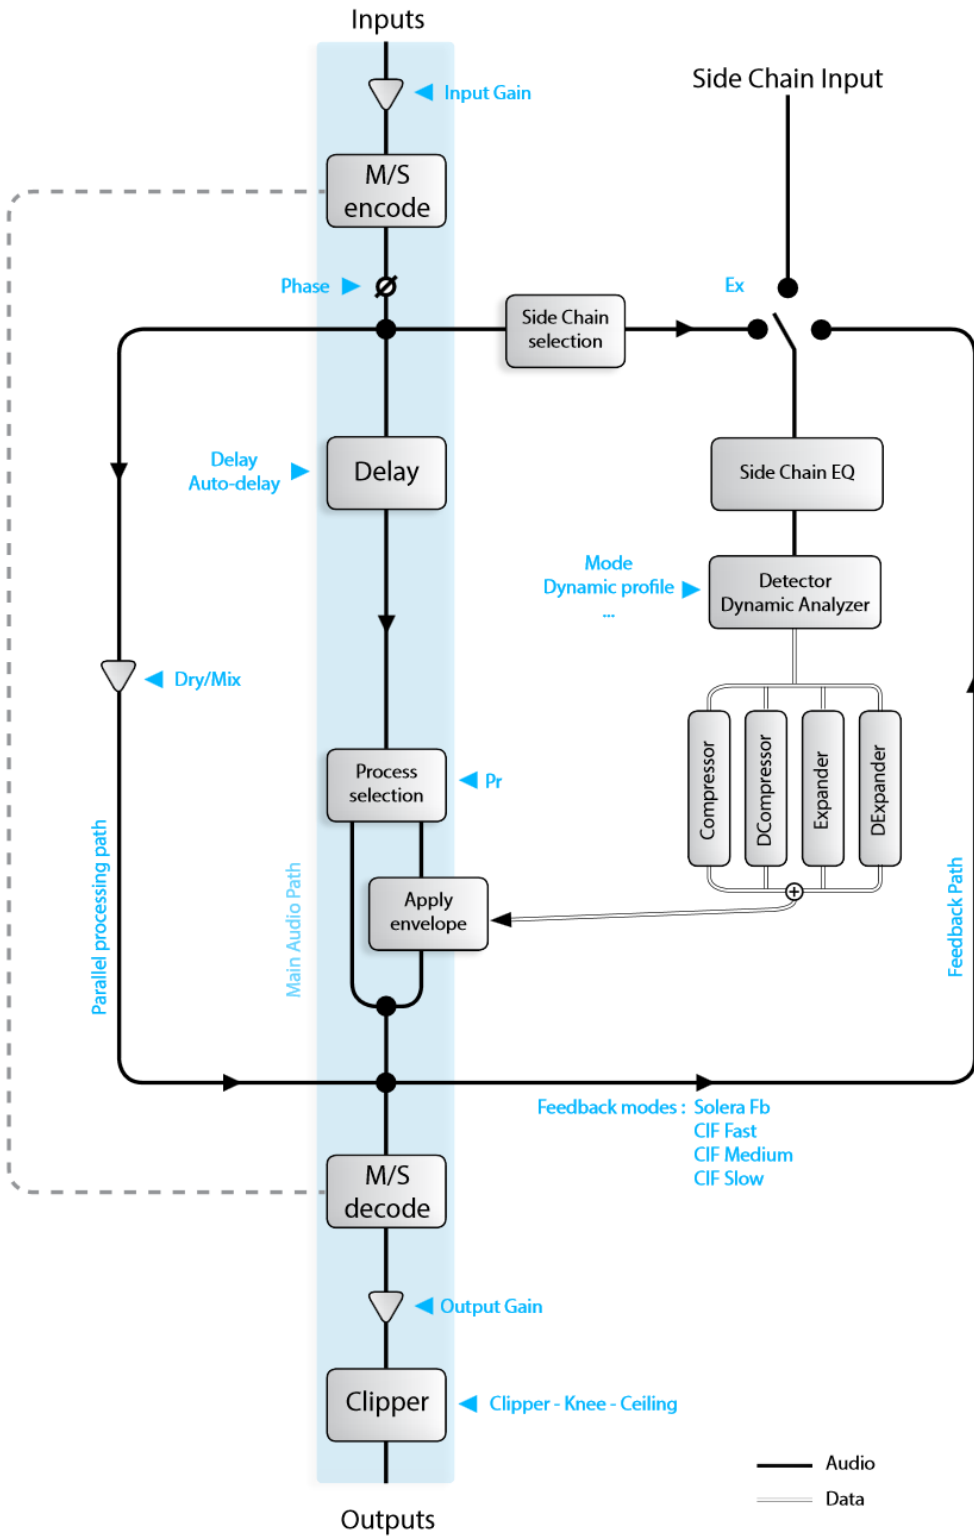 Inputs
Side Chain Input
Input Gain
M/S
encode
Phase
Ex
Side Chain
selection
Delay
Auto-delay
Delay
Side Chain EQ
Mode
Dynamic profile
...
Detector
Dynamic Analyzer
Dry/Mix
Process
selection
Pr
Compressor
DCompressor
Expander
DExpander
Parallel processing path
Main Audio Path
Apply
envelope
Feedback Path
Feedback modes : Solera Fb
CIF Fast
CIF Medium
CIF Slow
M/S
decode
Output Gain
Clipper
Clipper - Knee - Ceiling
Audio
Data
Outputs